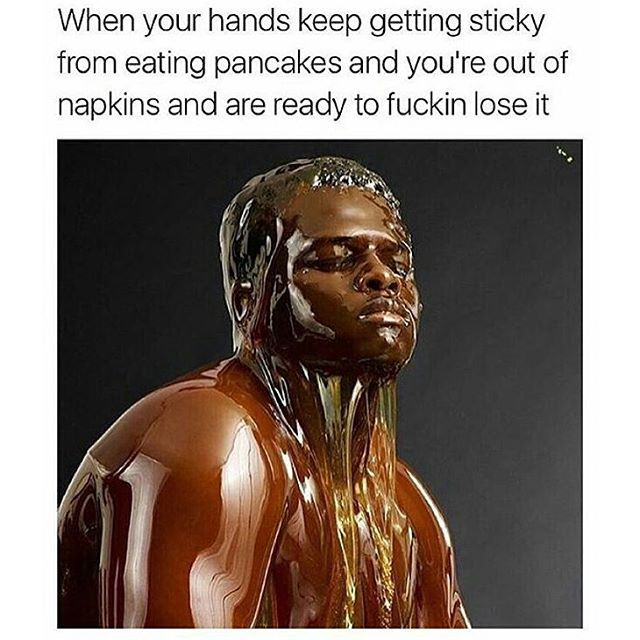 When your hands keep getting sticky
from eating pancakes and you're out of
napkins and are ready to fuckin lose it